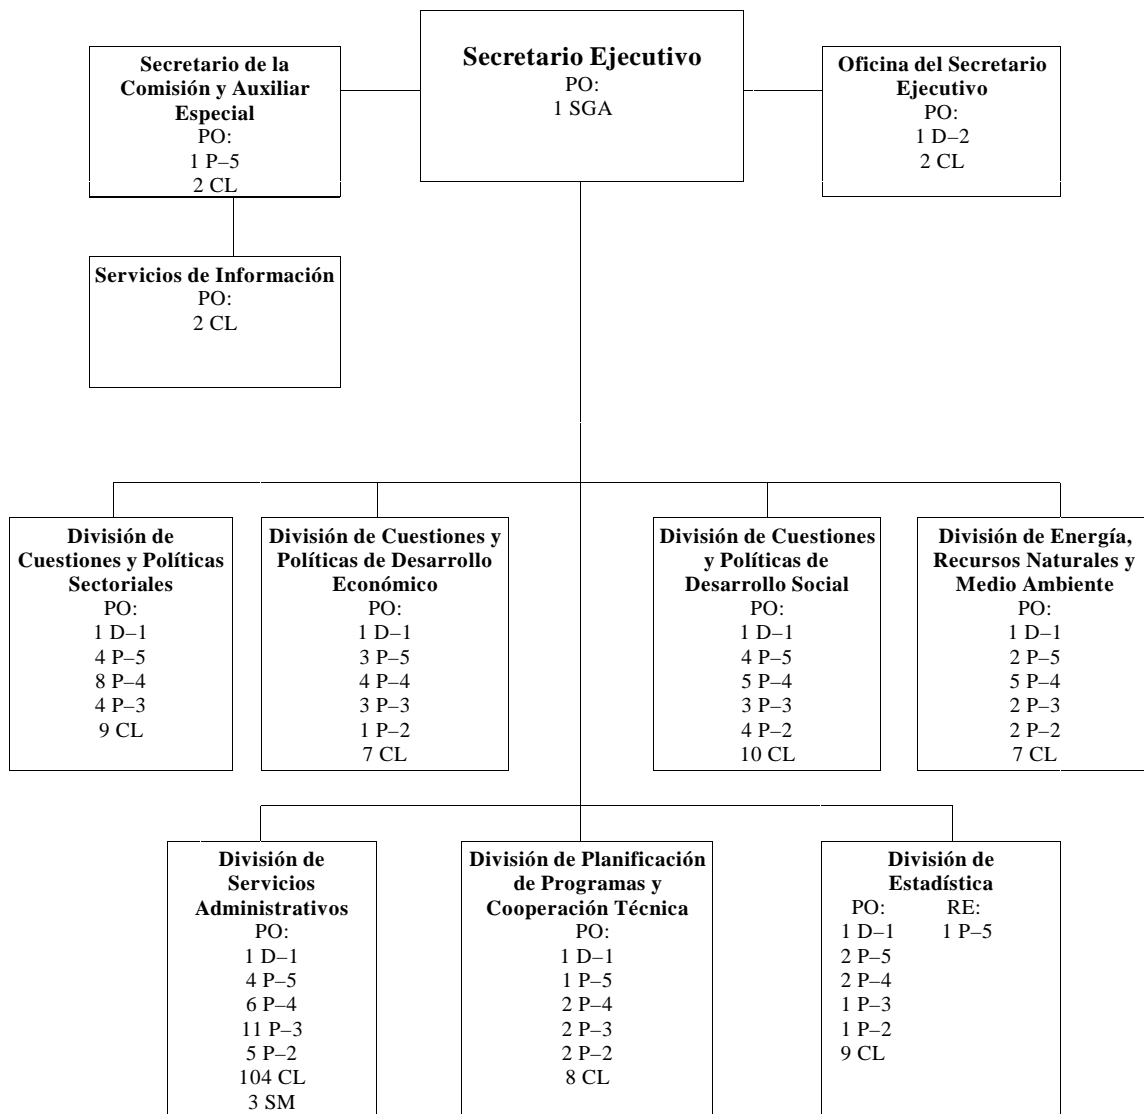 Secretario de la
Comisión y Auxiliar
Especial
PO:
1 P–5
2 CL
Secretario Ejecutivo
PO:
1 SGA
Oficina del Secretario
Ejecutivo
PO:
1 D–2
2 CL
Servicios de Información
PO:
2 CL
División de
Cuestiones y Políticas
Sectoriales
PO:
1 D–1
4 P–5
8 P–4
4 P–3
9 CL
División de Cuestiones y
Políticas de Desarrollo
Económico
PO:
1 D–1
3 P–5
4 P–4
3 P–3
1 P–2
7 CL
División de Cuestiones
y Políticas de
Desarrollo Social
PO:
1 D–1
4 P–5
5 P–4
3 P–3
4 P–2
10 CL
División de Energía,
Recursos Naturales y
Medio Ambiente
PO:
1 D–1
2 P–5
5 P–4
2 P–3
2 P–2
7 CL
División de
Servicios
Administrativos
PO:
1 D–1
4 P–5
6 P–4
11 P–3
5 P–2
104 CL
3 SM
División de Planificación
de Programas y
Cooperación Técnica
PO:
1 D–1
1 P–5
2 P–4
2 P–3
2 P–2
8 CL
División de
Estadística
PO: RE:
1 D–1 1 P–5
2 P–5
2 P–4
1 P–3
1 P–2
9 CL